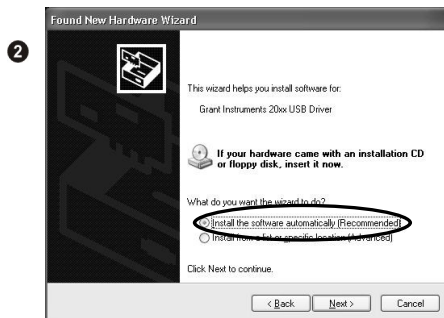 2
Found New Hardware Wizard
This wizard helps you install software for:
Grant Instruments 20xx USB Driver
If your hardware came with an installation CD
or floppy disk, insert it now.
What do you want the wizard to do?
Install the software automatically (Recommended)
Install from a list or specific location (Advanced)
Click Next to continue.
< Back
Next >
Cancel